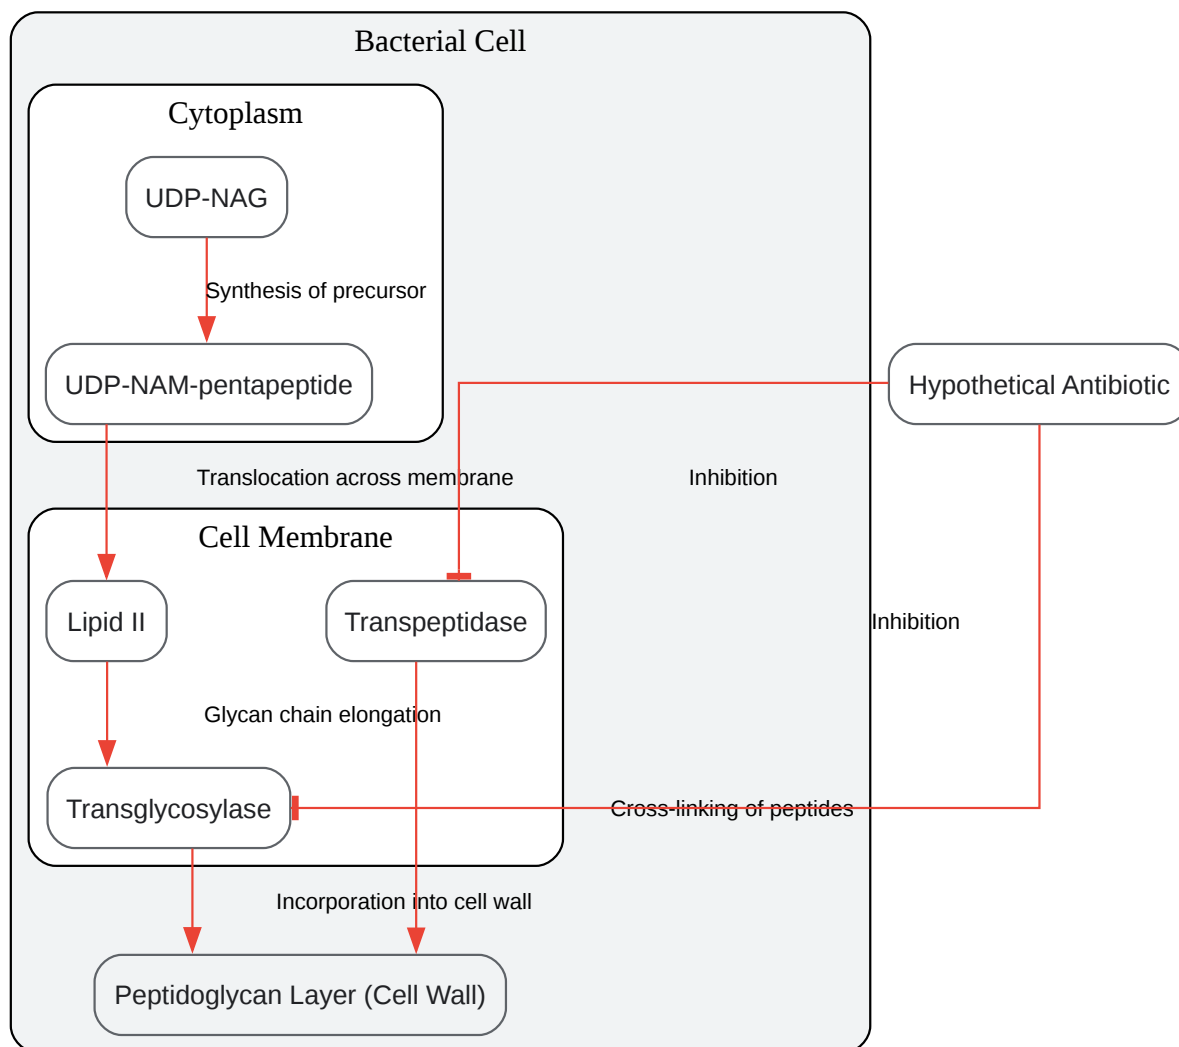 Bacterial Cell
Cytoplasm
UDP-NAG
Synthesis of precursor
UDP-NAM-pentapeptide
Hypothetical Antibiotic
Translocation across membrane
Inhibition
Cell Membrane
Lipid II
Transpeptidase
Inhibition
Glycan chain elongation
Transglycosylase
Cross-linking of peptides
Incorporation into cell wall
Peptidoglycan Layer (Cell Wall)